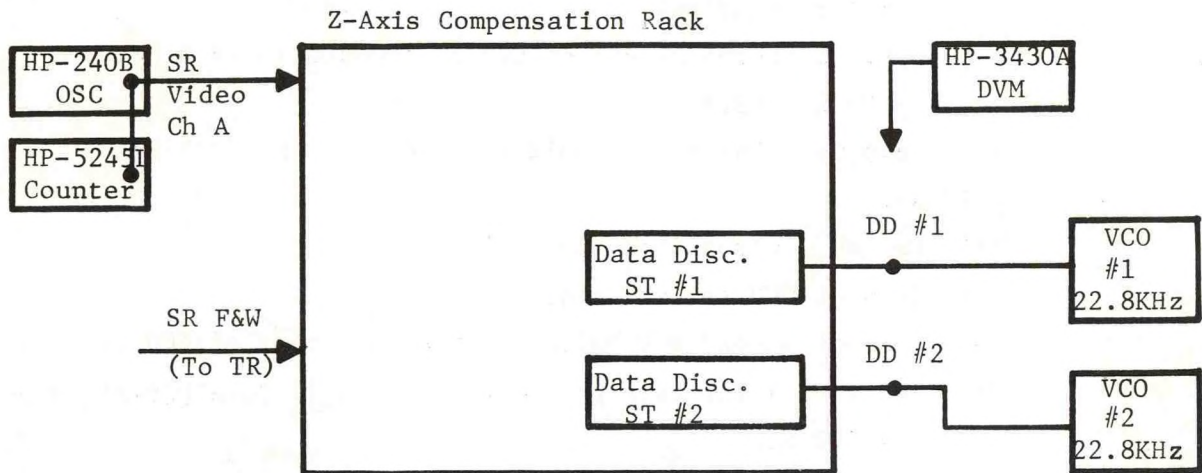 Z-Axis Compensation Rack
HP-240B
OSC
SR
Video
Ch A
HP-5245I
Counter
HP-3430A
DVM
DD #1
Data Disc.
ST #1
VCO
#1
22.8KHz
SR F&W
(To TR)
DD #2
Data Disc.
ST #2
VCO
#2
22.8KHz